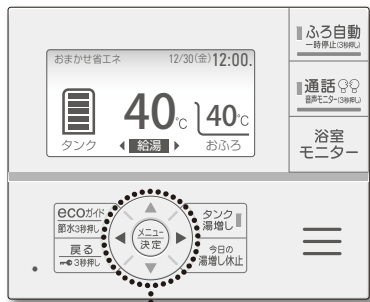 おまかせ省エネ 12/30(金)12:00.
40℃
40℃
タンク
給湯
おふろ
ふろ自動
一時停止(3秒押し)
通話
音声モニター(3秒押し)
浴室
モニター
ecoガイド
節水3秒押し
戻る
3秒押し
メニュー
決定
タンク
湯増し
今日の
湯増し休止